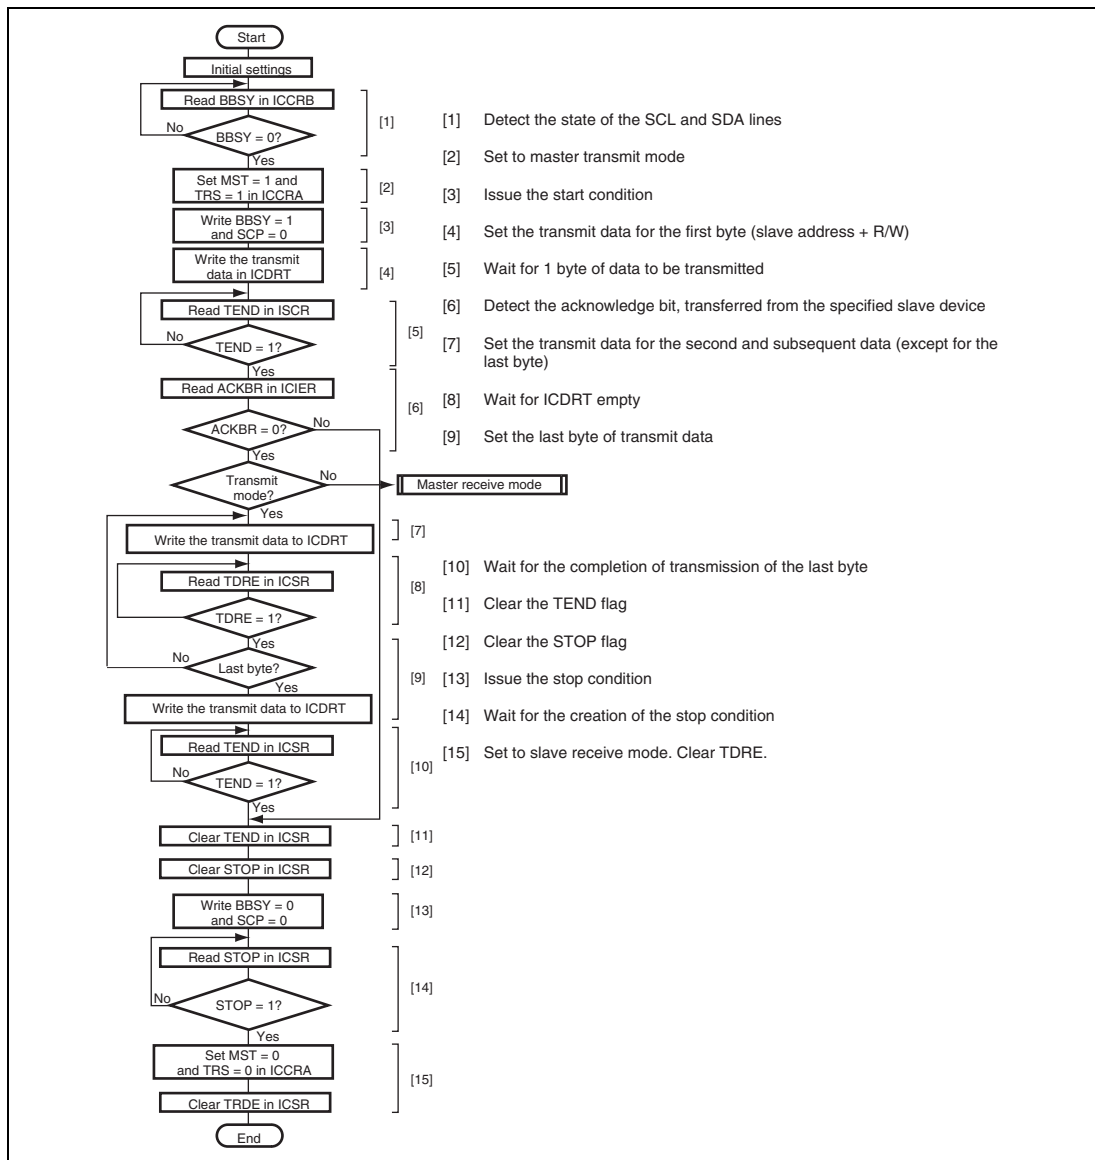 Start
Initial settings
Read BBSY in ICCRB
No
BBSY = 0?
Yes
[1]
Set MST = 1 and
TRS = 1 in ICCRA
[2]
Write BBSY = 1
and SCP = 0
[3]
Write the transmit
data in ICDRT
[4]
Read TEND in ISCR
No
TEND = 1?
Yes
[5]
Read ACKBR in ICIER
[6]
ACKBR = 0?
No
Yes
Transmit
mode?
No
Master receive mode
Yes
Write the transmit data to ICDRT
[7]
Read TDRE in ICSR
[8]
TDRE = 1?
Yes
No
Last byte?
Yes
[9]
Write the transmit data to ICDRT
Read TEND in ICSR
No
TEND = 1?
[10]
Yes
Clear TEND in ICSR
[11]
Clear STOP in ICSR
[12]
Write BBSY = 0
and SCP = 0
[13]
Read STOP in ICSR
[14]
No
STOP = 1?
Yes
Set MST = 0
and TRS = 0 in ICCRA
[15]
Clear TRDE in ICSR
End
[1] Detect the state of the SCL and SDA lines
[2] Set to master transmit mode
[3] Issue the start condition
[4] Set the transmit data for the first byte (slave address + R/W)
[5] Wait for 1 byte of data to be transmitted
[6] Detect the acknowledge bit, transferred from the specified slave device
[7] Set the transmit data for the second and subsequent data (except for the
last byte)
[8] Wait for ICDRT empty
[9] Set the last byte of transmit data
[10] Wait for the completion of transmission of the last byte
[11] Clear the TEND flag
[12] Clear the STOP flag
[13] Issue the stop condition
[14] Wait for the creation of the stop condition
[15] Set to slave receive mode. Clear TDRE.